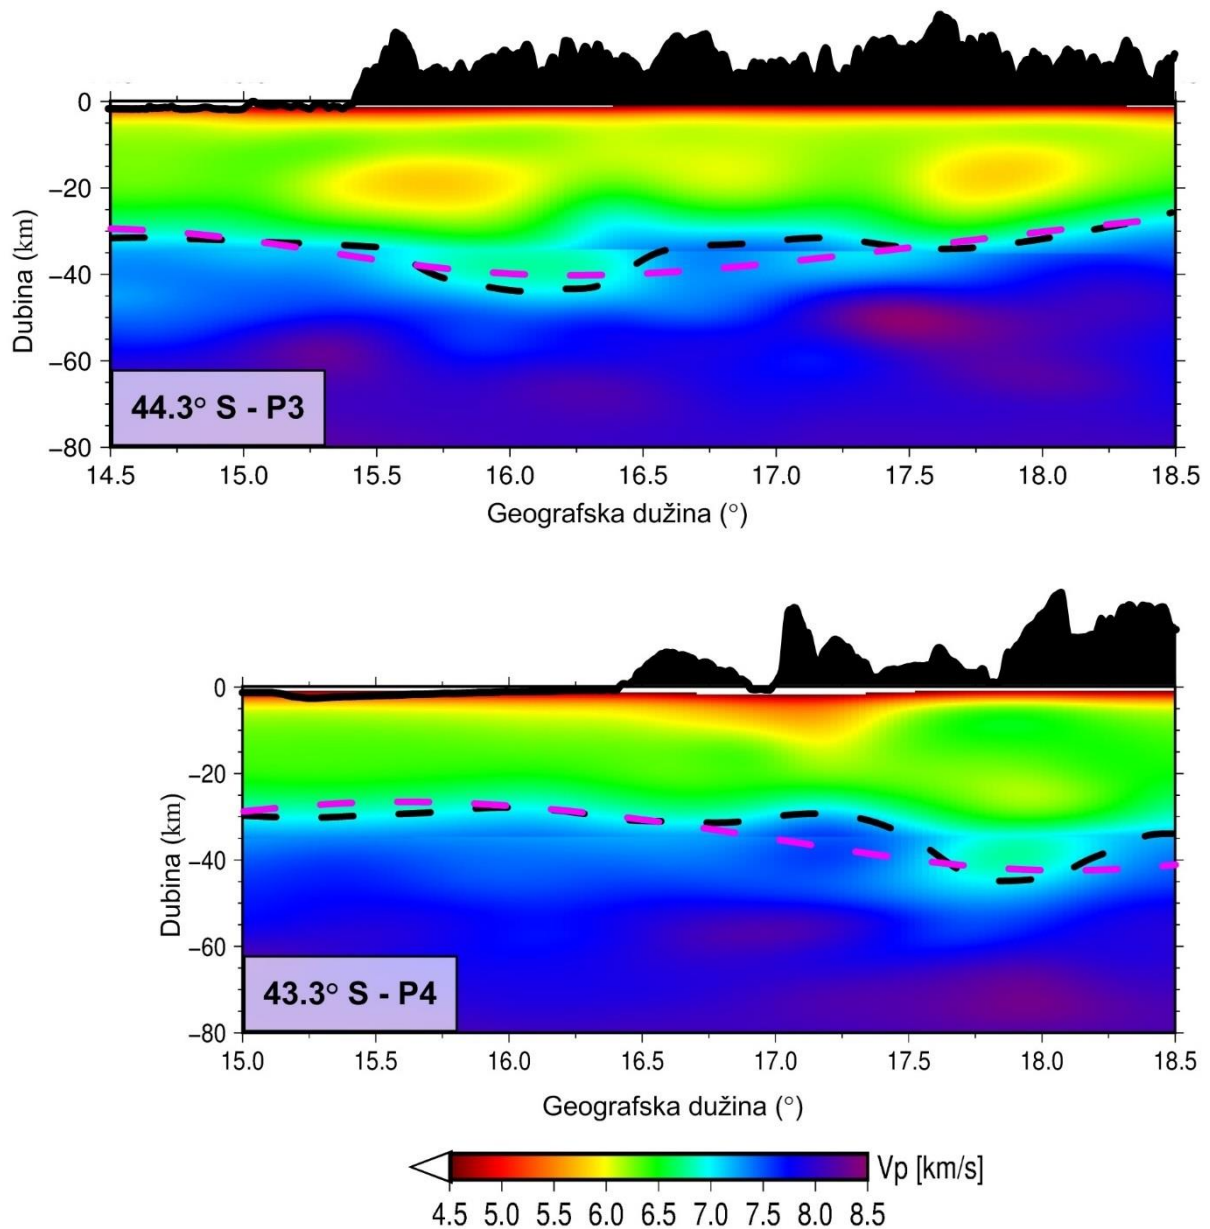 0
−20
−40
−60
−80
Dubina (km)
44.3° S - P3
14.5 15.0 15.5 16.0 16.5 17.0 17.5 18.0 18.5
Geografska dužina (°)
0
−20
−40
−60
−80
Dubina (km)
43.3° S - P4
15.0 15.5 16.0 16.5 17.0 17.5 18.0 18.5
Geografska dužina (°)
Vp [km/s]
4.5 5.0 5.5 6.0 6.5 7.0 7.5 8.0 8.5